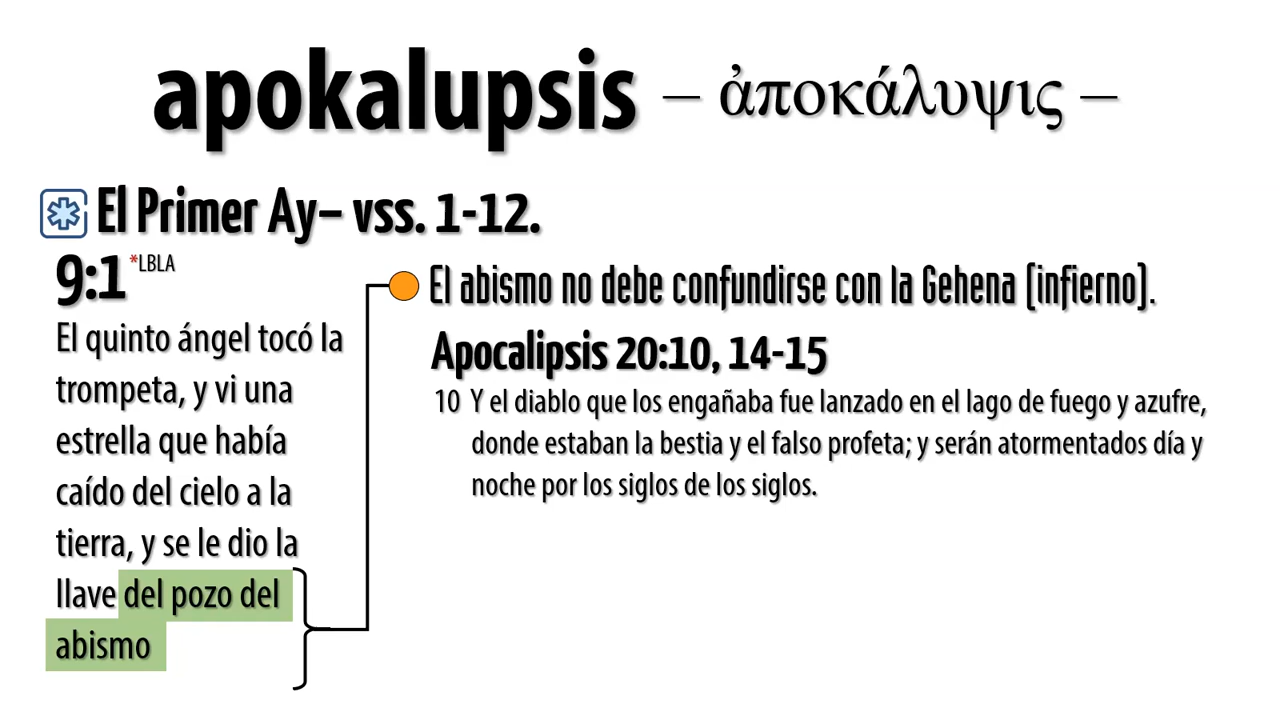 apokalupsis – ἀποκάλυψις –
El Primer Ay– vss. 1-12.
9:1 *LBLA
El quinto ángel tocó la
trompeta, y vi una
estrella que había
caído del cielo a la
tierra, y se le dio la
llave del pozo del
abismo
El abismo no debe confundirse con la Gehena (infierno).
Apocalipsis 20:10, 14-15
10 Y el diablo que los engañaba fue lanzado en el lago de fuego y azufre,
donde estaban la bestia y el falso profeta; y serán atormentados día y
noche por los siglos de los siglos.